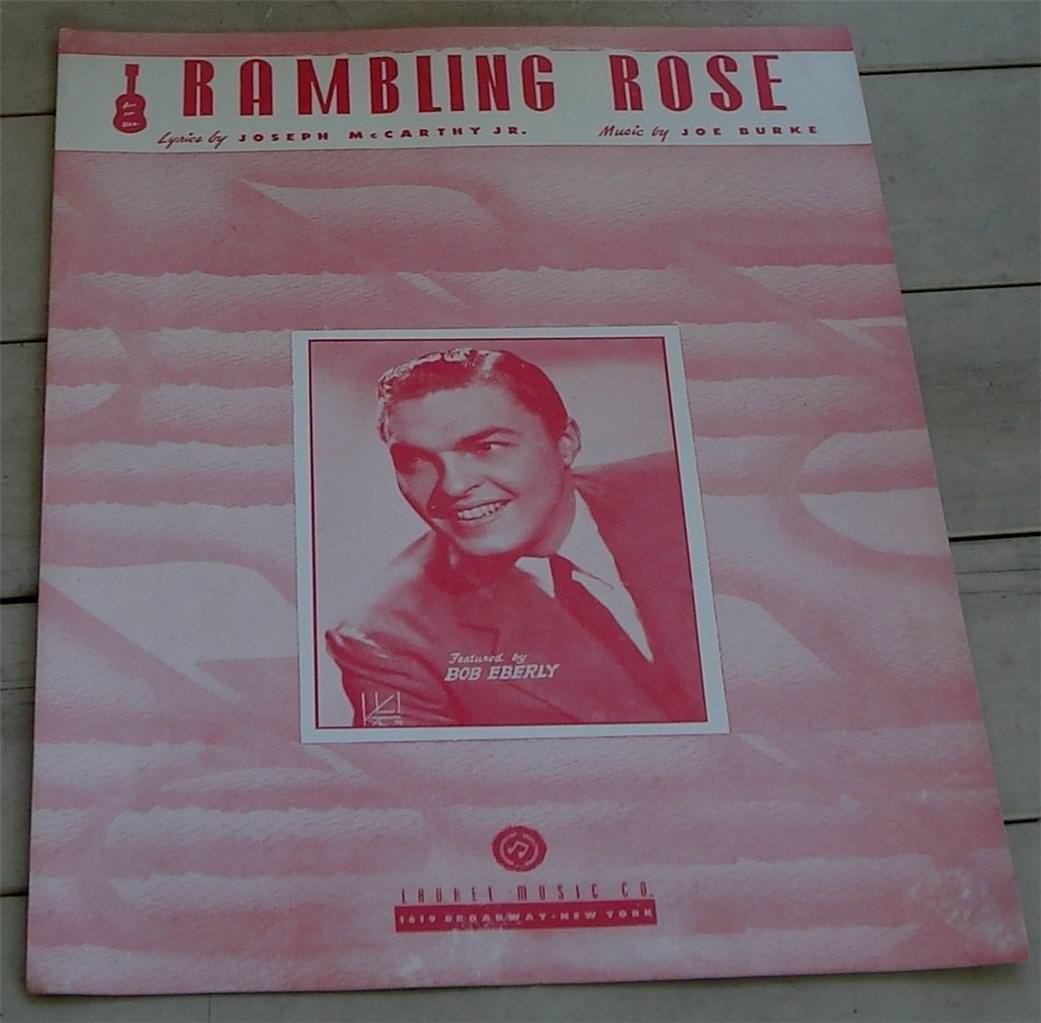 RAMBLING ROSE
Lyrics by JOSEPH McCARTHY JR. Music by JOE BURKE
Featured by
BOB EBERLY
LAUREL MUSIC CO.
1619 BROADWAY · NEW YORK